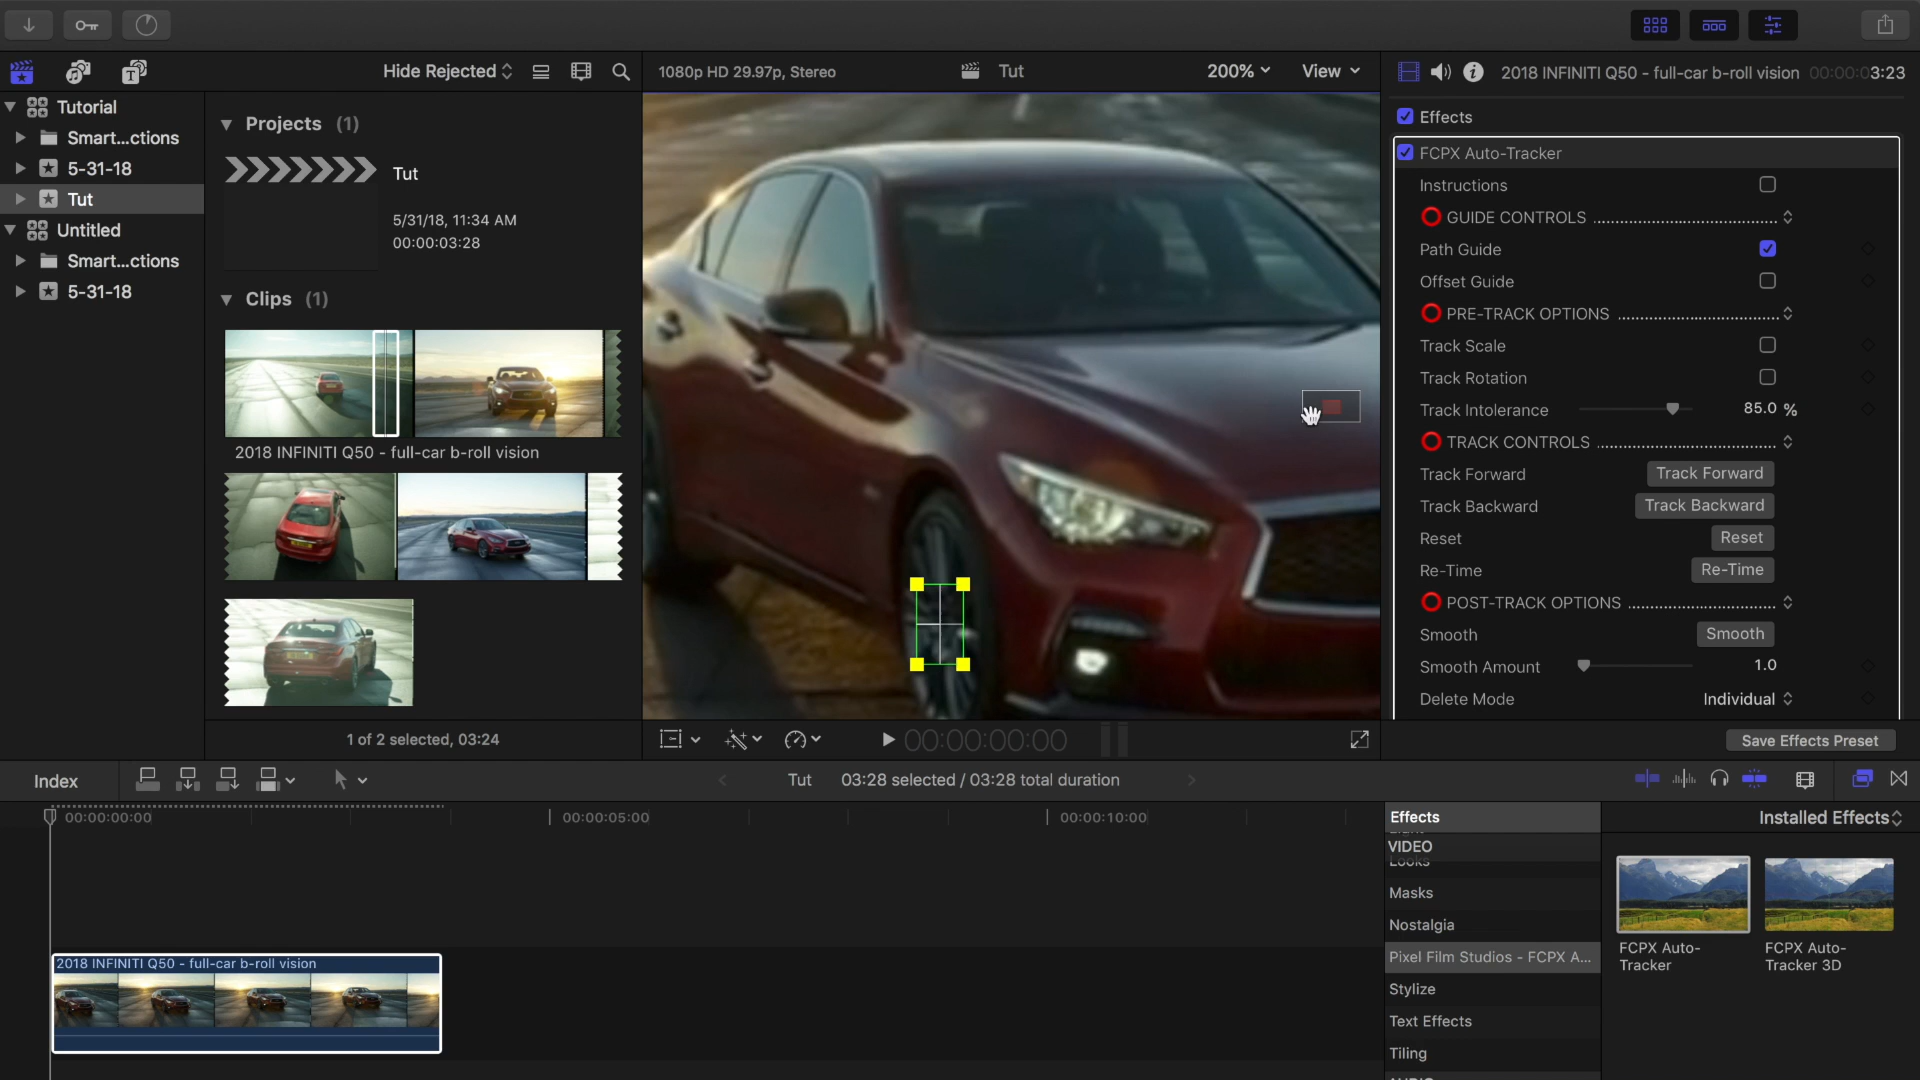 Hide Rejected
1080p HD 29.97p, Stereo
Tut
200%
View
2018 INFINITI Q50 - full-car b-roll vision
00:00:03:23
Tutorial
Smart...ctions
5-31-18
Tut
Untitled
Smart...ctions
5-31-18
Projects (1)
Tut
5/31/18, 11:34 AM
00:00:03:28
Clips (1)
2018 INFINITI Q50 - full-car b-roll vision
1 of 2 selected, 03:24
00:00:00:00
Effects
FCPX Auto-Tracker
Instructions
GUIDE CONTROLS
Path Guide
Offset Guide
PRE-TRACK OPTIONS
Track Scale
Track Rotation
Track Intolerance 85.0 %
TRACK CONTROLS
Track Forward Track Forward
Track Backward Track Backward
Reset Reset
Re-Time Re-Time
POST-TRACK OPTIONS
Smooth Smooth
Smooth Amount 1.0
Delete Mode Individual
Save Effects Preset
Index
Tut 03:28 selected / 03:28 total duration
00:00:00:00 00:00:05:00 00:00:10:00
2018 INFINITI Q50 - full-car b-roll vision
Effects
Installed Effects
VIDEO
Looks
Masks
Nostalgia
Pixel Film Studios - FCPX A...
Stylize
Text Effects
Tiling
FCPX Auto-
Tracker
FCPX Auto-
Tracker 3D